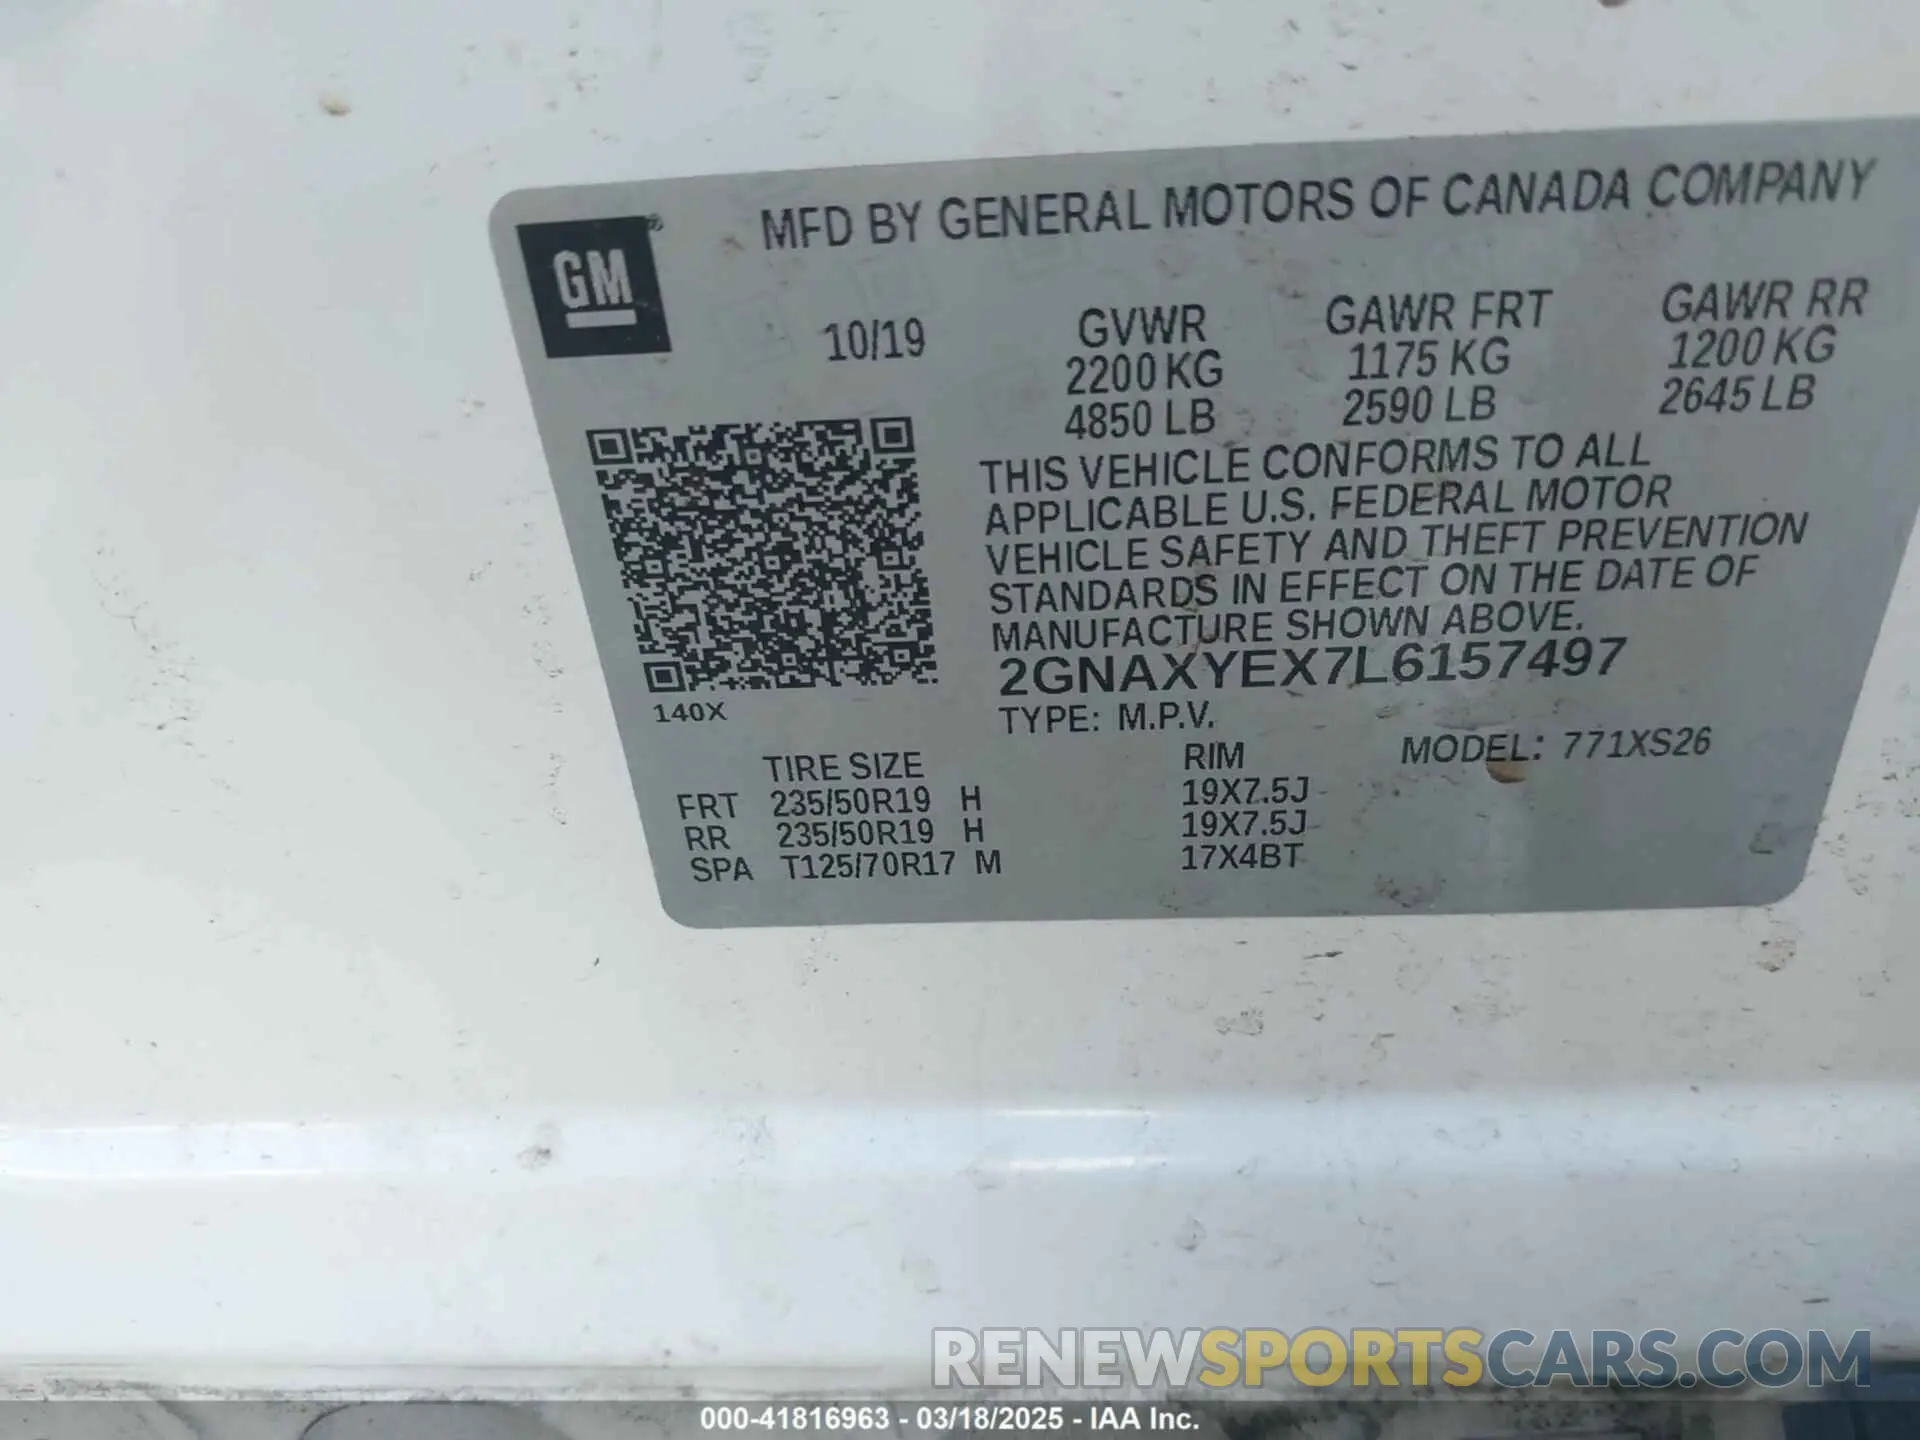 MFD BY GENERAL MOTORS OF CANADA COMPANY
GM ®
10/19
GVWR GAWR FRT GAWR RR
2200 KG 1175 KG 1200 KG
4850 LB 2590 LB 2645 LB
THIS VEHICLE CONFORMS TO ALL
APPLICABLE U.S. FEDERAL MOTOR
VEHICLE SAFETY AND THEFT PREVENTION
STANDARDS IN EFFECT ON THE DATE OF
MANUFACTURE SHOWN ABOVE.
2GNAXYEX7L6157497
140X
TYPE: M.P.V.
TIRE SIZE RIM MODEL: 771XS26
FRT 235/50R19 H 19X7.5J
RR 235/50R19 H 19X7.5J
SPA T125/70R17 M 17X4BT
RENEWSPORTSCARS.COM
000-41816963 - 03/18/2025 - IAA Inc.